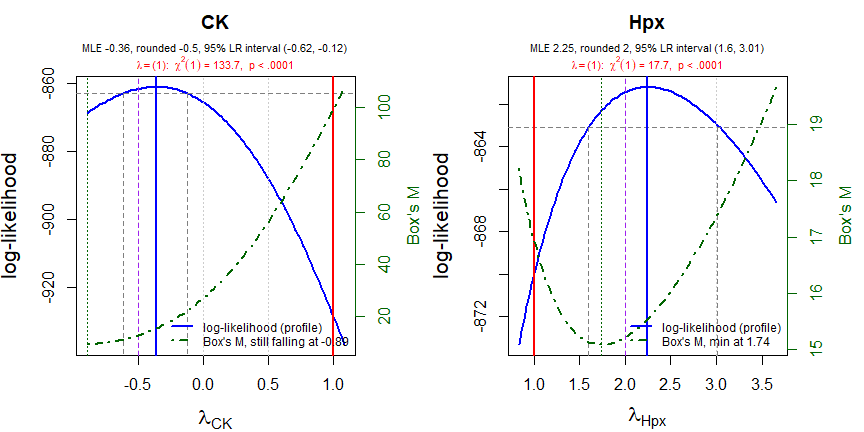 CK
MLE -0.36, rounded -0.5, 95% LR interval (-0.62, -0.12)
λ = (1): χ²(1) = 133.7, p < .0001
log-likelihood
-860
-880
-900
-920
-0.5
0.0
0.5
1.0
λCK
100
80
60
40
20
Box's M
log-likelihood (profile)
Box's M, still falling at -0.89
Hpx
MLE 2.25, rounded 2, 95% LR interval (1.6, 3.01)
λ = (1): χ²(1) = 17.7, p < .0001
log-likelihood
-864
-868
-872
1.0
1.5
2.0
2.5
3.0
3.5
λHpx
19
18
17
16
15
Box's M
log-likelihood (profile)
Box's M, min at 1.74